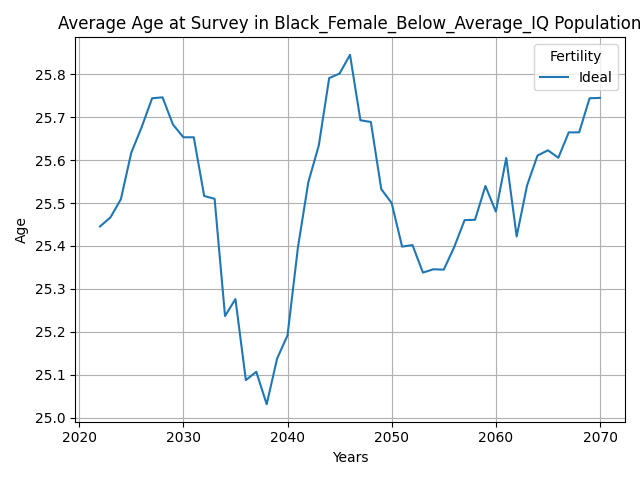 Average Age at Survey in Black_Female_Below_Average_IQ Population
Fertility
Ideal
25.8
25.7
25.6
25.5
25.4
25.3
25.2
25.1
25.0
Age
2020 2030 2040 2050 2060 2070
Years